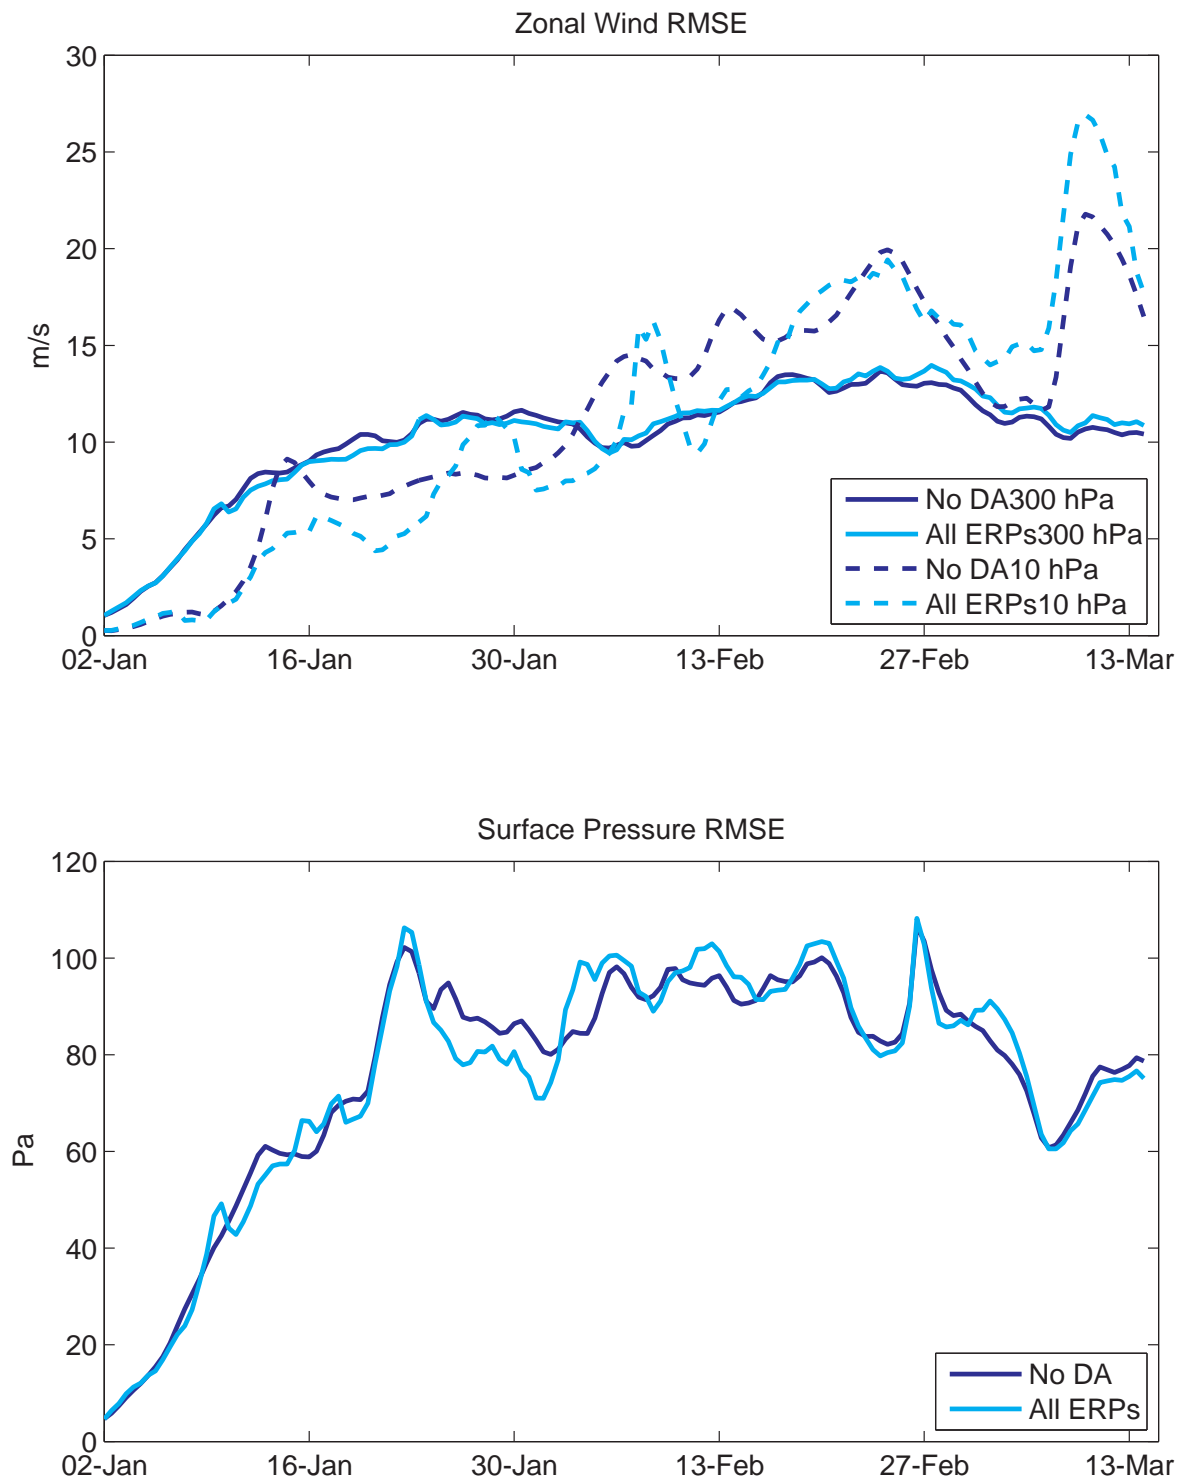 Zonal Wind RMSE
30
25
20
15
10
5
0
m/s
02-Jan 16-Jan 30-Jan 13-Feb 27-Feb 13-Mar
No DA300 hPa
All ERPs300 hPa
No DA10 hPa
All ERPs10 hPa
Surface Pressure RMSE
120
100
80
60
40
20
0
Pa
02-Jan 16-Jan 30-Jan 13-Feb 27-Feb 13-Mar
No DA
All ERPs